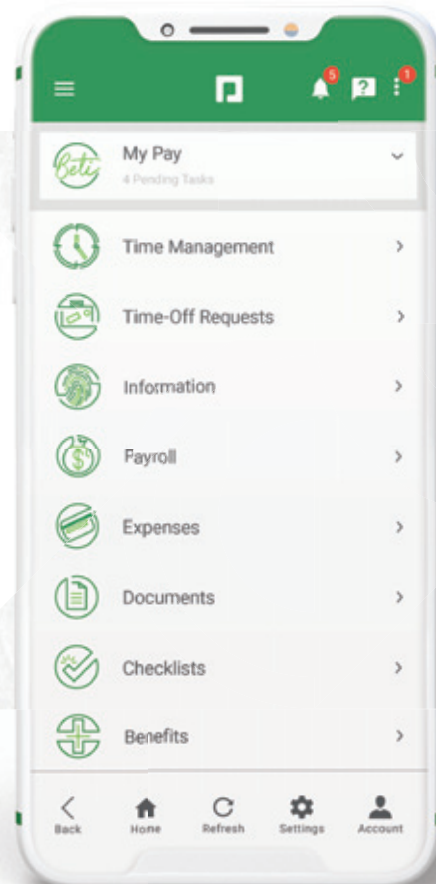 5
?
1
Beti
My Pay
4 Pending Tasks
Time Management
Time-Off Requests
Information
Payroll
Expenses
Documents
Checklists
Benefits
Back
Home
Refresh
Settings
Account